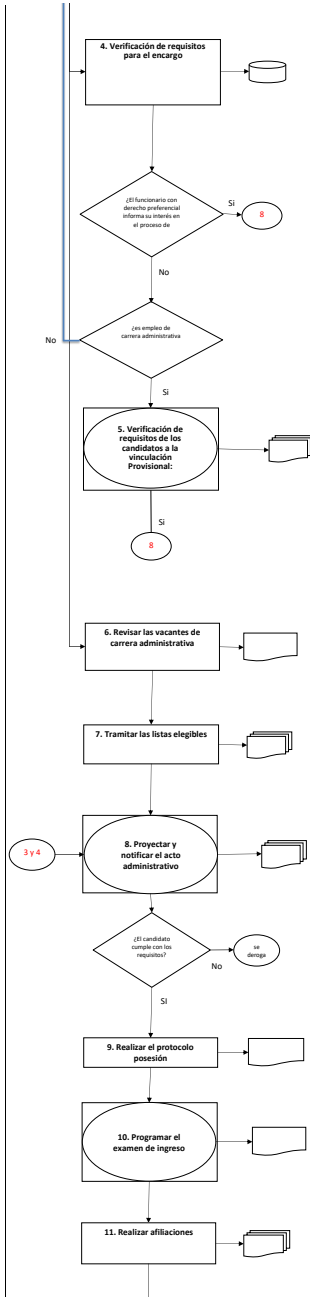 4. Verificación de requisitos
para el encargo
¿El funcionario con
derecho preferencial
informa su interés en
el proceso de
Si
8
No
¿es empleo de
carrera administrativa
No
Si
5. Verificación de
requisitos de los
candidatos a la
vinculación
Provisional:
Si
8
6. Revisar las vacantes de
carrera administrativa
7. Tramitar las listas elegibles
3 y 4
8. Proyectar y
notificar el acto
administrativo
¿El candidato
cumple con los
requisitos?
se
deroga
No
SI
9. Realizar el protocolo
posesión
10. Programar el
examen de ingreso
11. Realizar afiliaciones